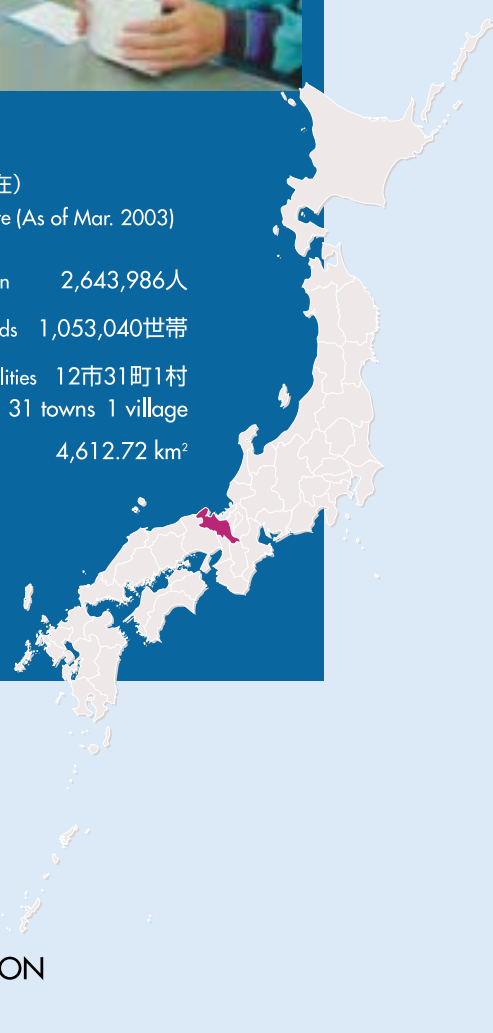 在）
re (As of Mar. 2003)
n 2,643,986人
ds 1,053,040世帯
lities 12市31町1村
31 towns 1 village
4,612.72 km²
ON